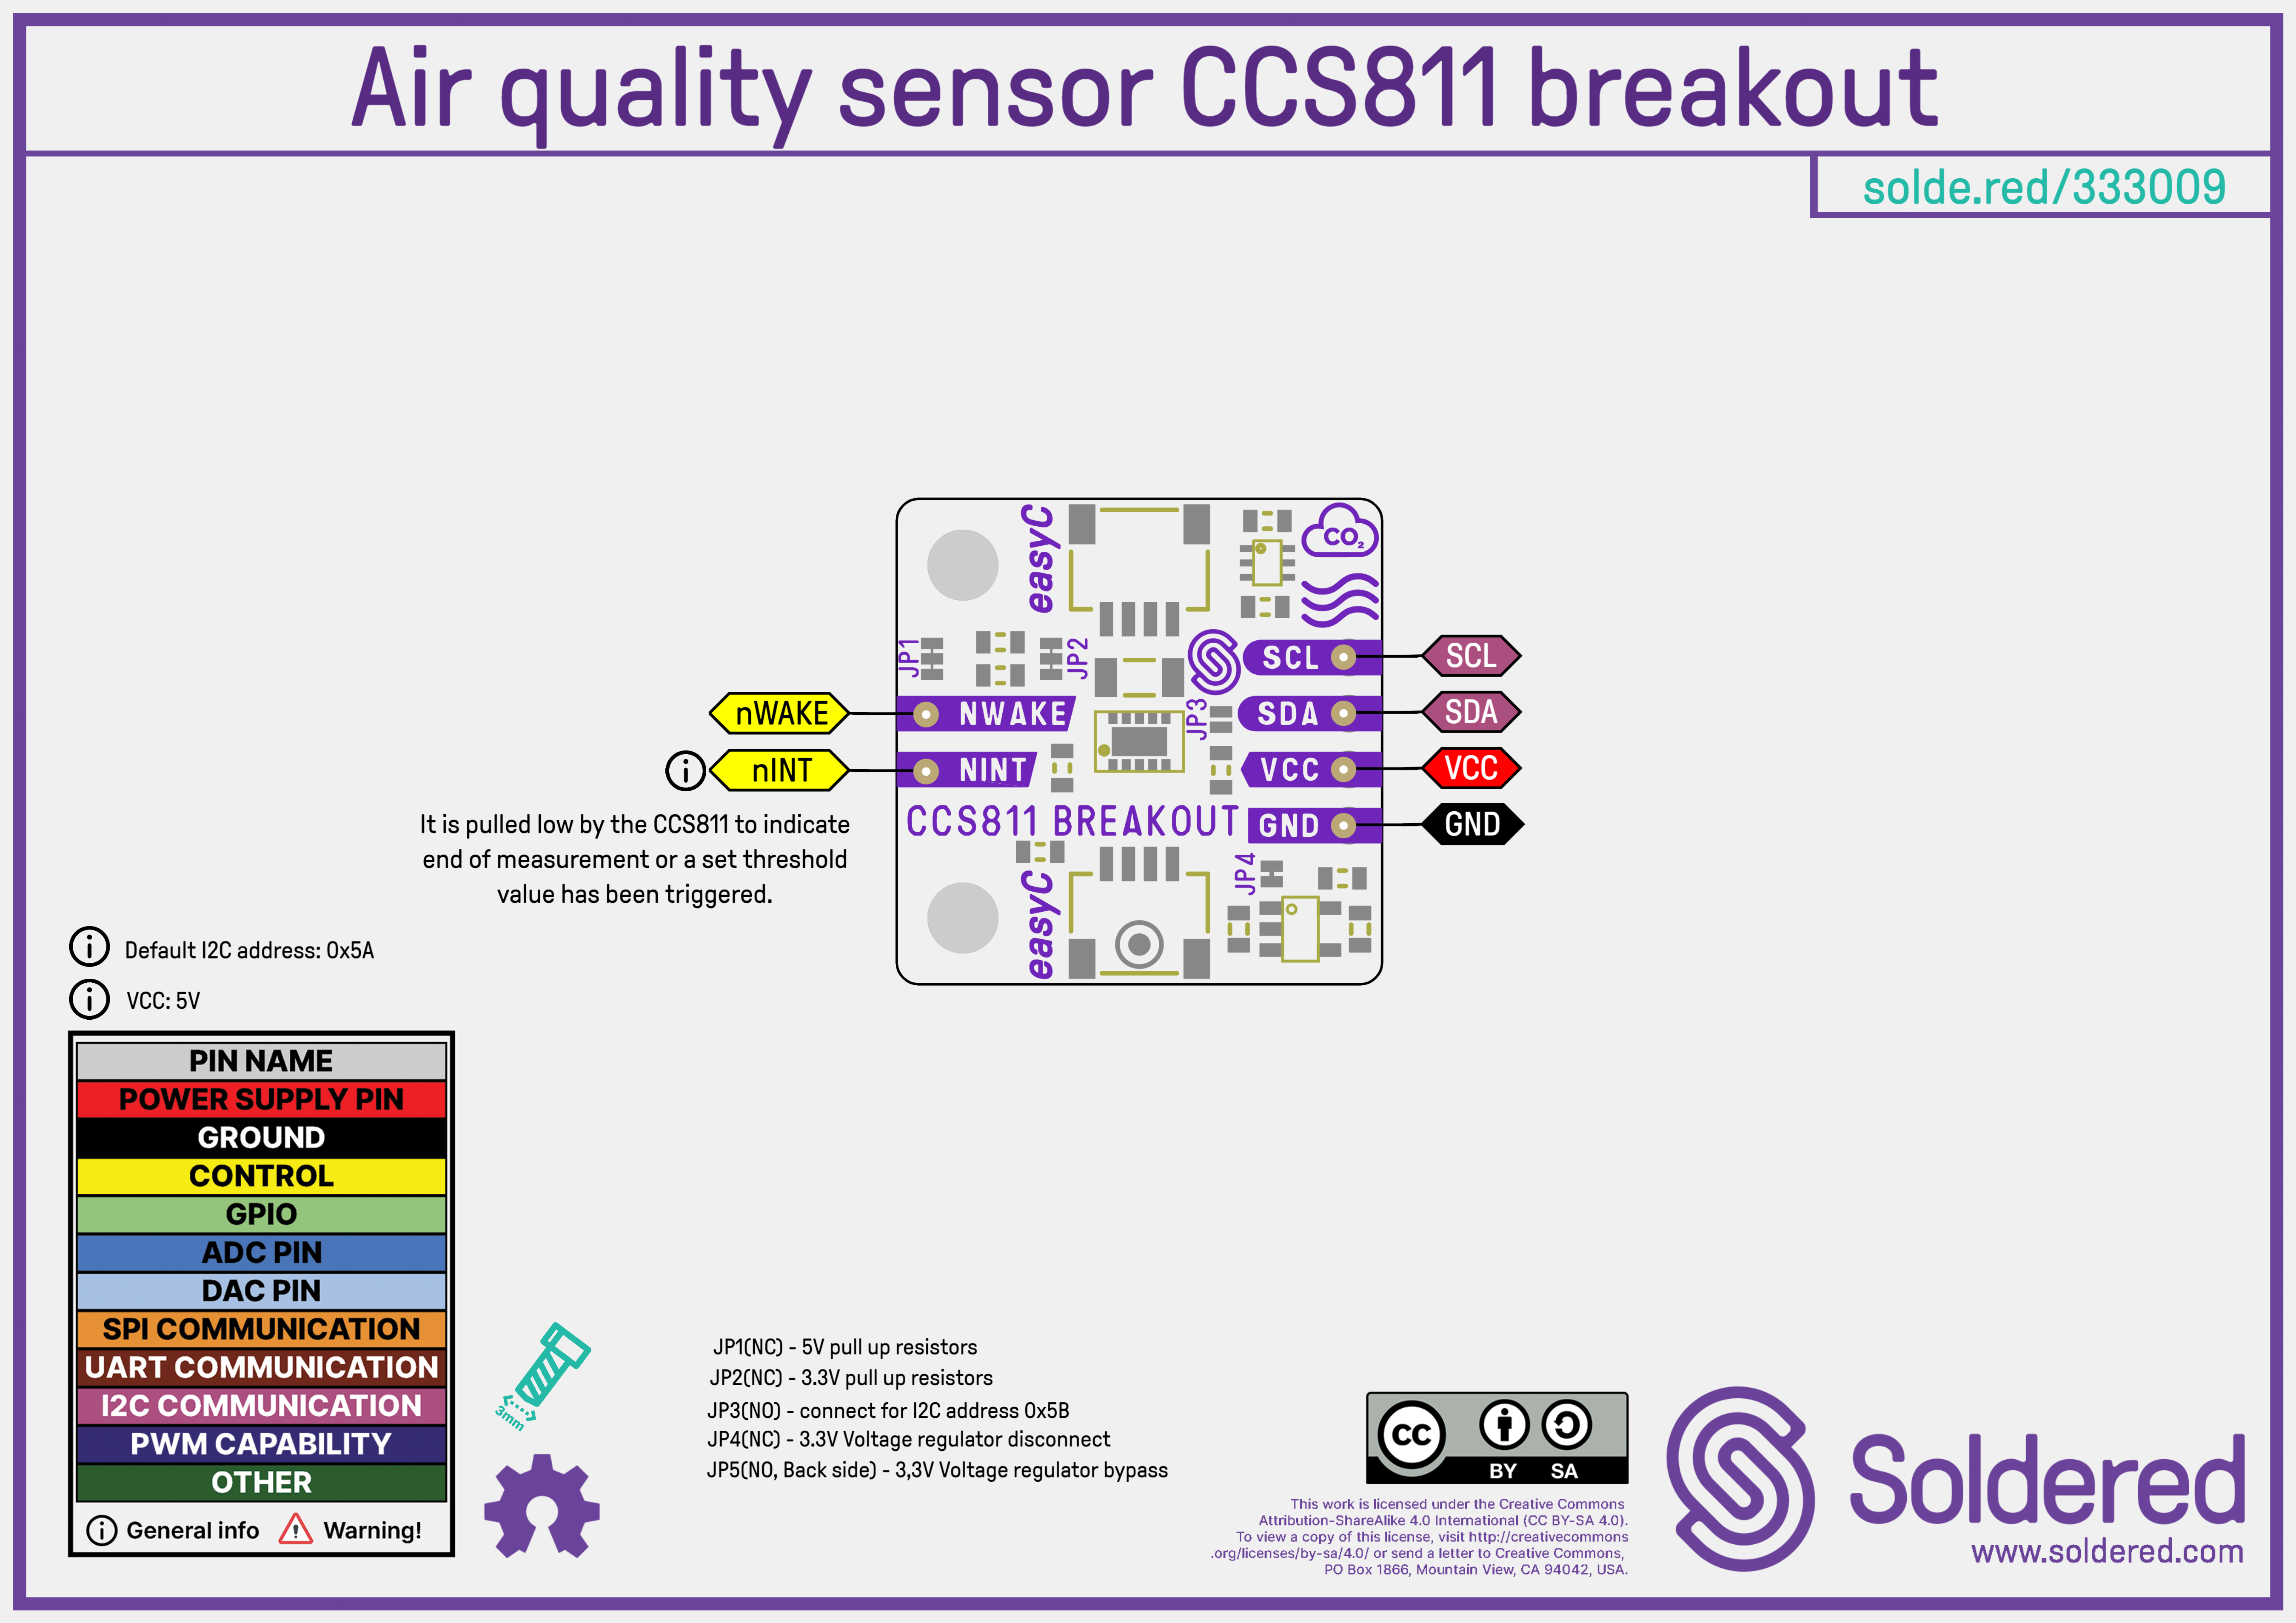 Air quality sensor CCS811 breakout
solde.red/333009
easyC
CO₂
JP1
JP2
SCL
SCL
nWAKE
NWAKE
JP3
SDA
SDA
nINT
NINT
VCC
VCC
It is pulled low by the CCS811 to indicate
end of measurement or a set threshold
value has been triggered.
CCS811 BREAKOUT
GND
GND
JP4
easyC
Default I2C address: 0x5A
VCC: 5V
PIN NAME
POWER SUPPLY PIN
GROUND
CONTROL
GPIO
ADC PIN
DAC PIN
SPI COMMUNICATION
UART COMMUNICATION
I2C COMMUNICATION
PWM CAPABILITY
OTHER
General info
Warning!
3mm
JP1(NC) - 5V pull up resistors
JP2(NC) - 3.3V pull up resistors
JP3(NO) - connect for I2C address 0x5B
JP4(NC) - 3.3V Voltage regulator disconnect
JP5(NO, Back side) - 3,3V Voltage regulator bypass
CC
BY SA
This work is licensed under the Creative Commons
Attribution-ShareAlike 4.0 International (CC BY-SA 4.0).
To view a copy of this license, visit http://creativecommons
.org/licenses/by-sa/4.0/ or send a letter to Creative Commons,
PO Box 1866, Mountain View, CA 94042, USA.
Soldered
www.soldered.com